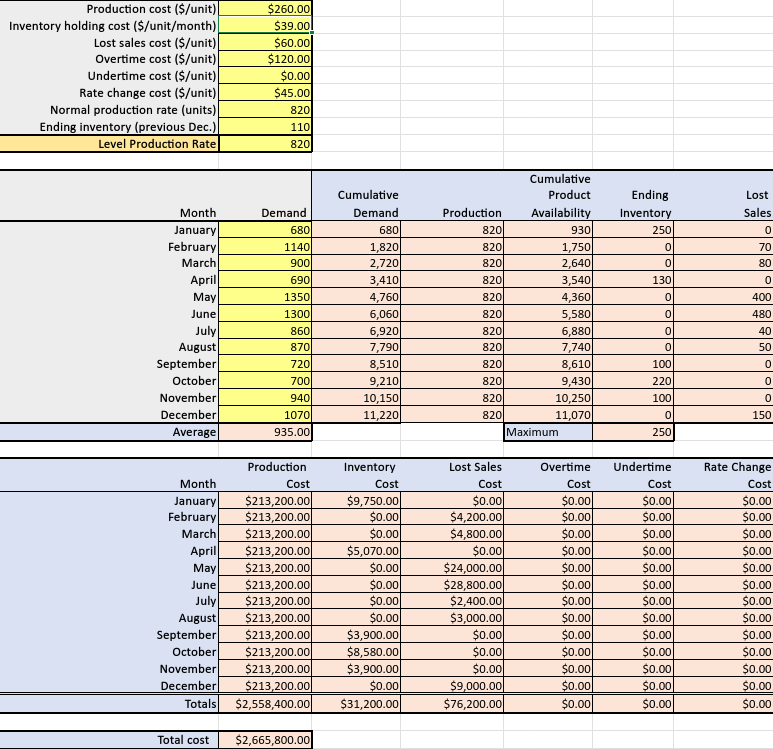 Production cost ($/unit) $260.00
Inventory holding cost ($/unit/month) $39.00
Lost sales cost ($/unit) $60.00
Overtime cost ($/unit) $120.00
Undertime cost ($/unit) $0.00
Rate change cost ($/unit) $45.00
Normal production rate (units) 820
Ending inventory (previous Dec.) 110
Level Production Rate 820
Cumulative
Cumulative Product Ending Lost
Month Demand Demand Production Availability Inventory Sales
January 680 680 820 930 250 0
February 1140 1,820 820 1,750 0 70
March 900 2,720 820 2,640 0 80
April 690 3,410 820 3,540 130 0
May 1350 4,760 820 4,360 0 400
June 1300 6,060 820 5,580 0 480
July 860 6,920 820 6,880 0 40
August 870 7,790 820 7,740 0 50
September 720 8,510 820 8,610 100 0
October 700 9,210 820 9,430 220 0
November 940 10,150 820 10,250 100 0
December 1070 11,220 820 11,070 0 150
Average 935.00 Maximum 250
Production Inventory Lost Sales Overtime Undertime Rate Change
Month Cost Cost Cost Cost Cost Cost
January $213,200.00 $9,750.00 $0.00 $0.00 $0.00 $0.00
February $213,200.00 $0.00 $4,200.00 $0.00 $0.00 $0.00
March $213,200.00 $0.00 $4,800.00 $0.00 $0.00 $0.00
April $213,200.00 $5,070.00 $0.00 $0.00 $0.00 $0.00
May $213,200.00 $0.00 $24,000.00 $0.00 $0.00 $0.00
June $213,200.00 $0.00 $28,800.00 $0.00 $0.00 $0.00
July $213,200.00 $0.00 $2,400.00 $0.00 $0.00 $0.00
August $213,200.00 $0.00 $3,000.00 $0.00 $0.00 $0.00
September $213,200.00 $3,900.00 $0.00 $0.00 $0.00 $0.00
October $213,200.00 $8,580.00 $0.00 $0.00 $0.00 $0.00
November $213,200.00 $3,900.00 $0.00 $0.00 $0.00 $0.00
December $213,200.00 $0.00 $9,000.00 $0.00 $0.00 $0.00
Totals $2,558,400.00 $31,200.00 $76,200.00 $0.00 $0.00 $0.00
Total cost $2,665,800.00